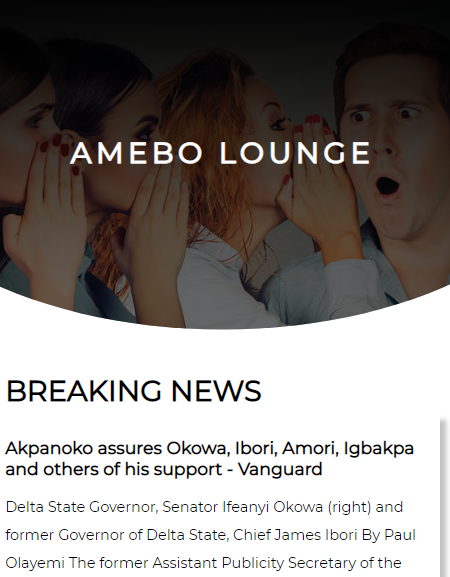 AMEBO LOUNGE
BREAKING NEWS
Akpanoko assures Okowa, Ibori, Amori, Igbakpa
and others of his support - Vanguard
Delta State Governor, Senator Ifeanyi Okowa (right) and
former Governor of Delta State, Chief James Ibori By Paul
Olayemi The former Assistant Publicity Secretary of the